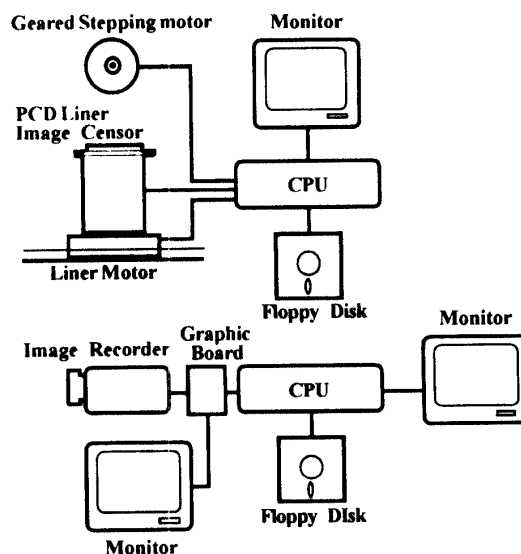 Geared Stepping motor
Monitor
PCD Liner
Image Censor
CPU
Liner Motor
Floppy Disk
Monitor
Graphic
Board
Image Recorder
CPU
Floppy DIsk
Monitor